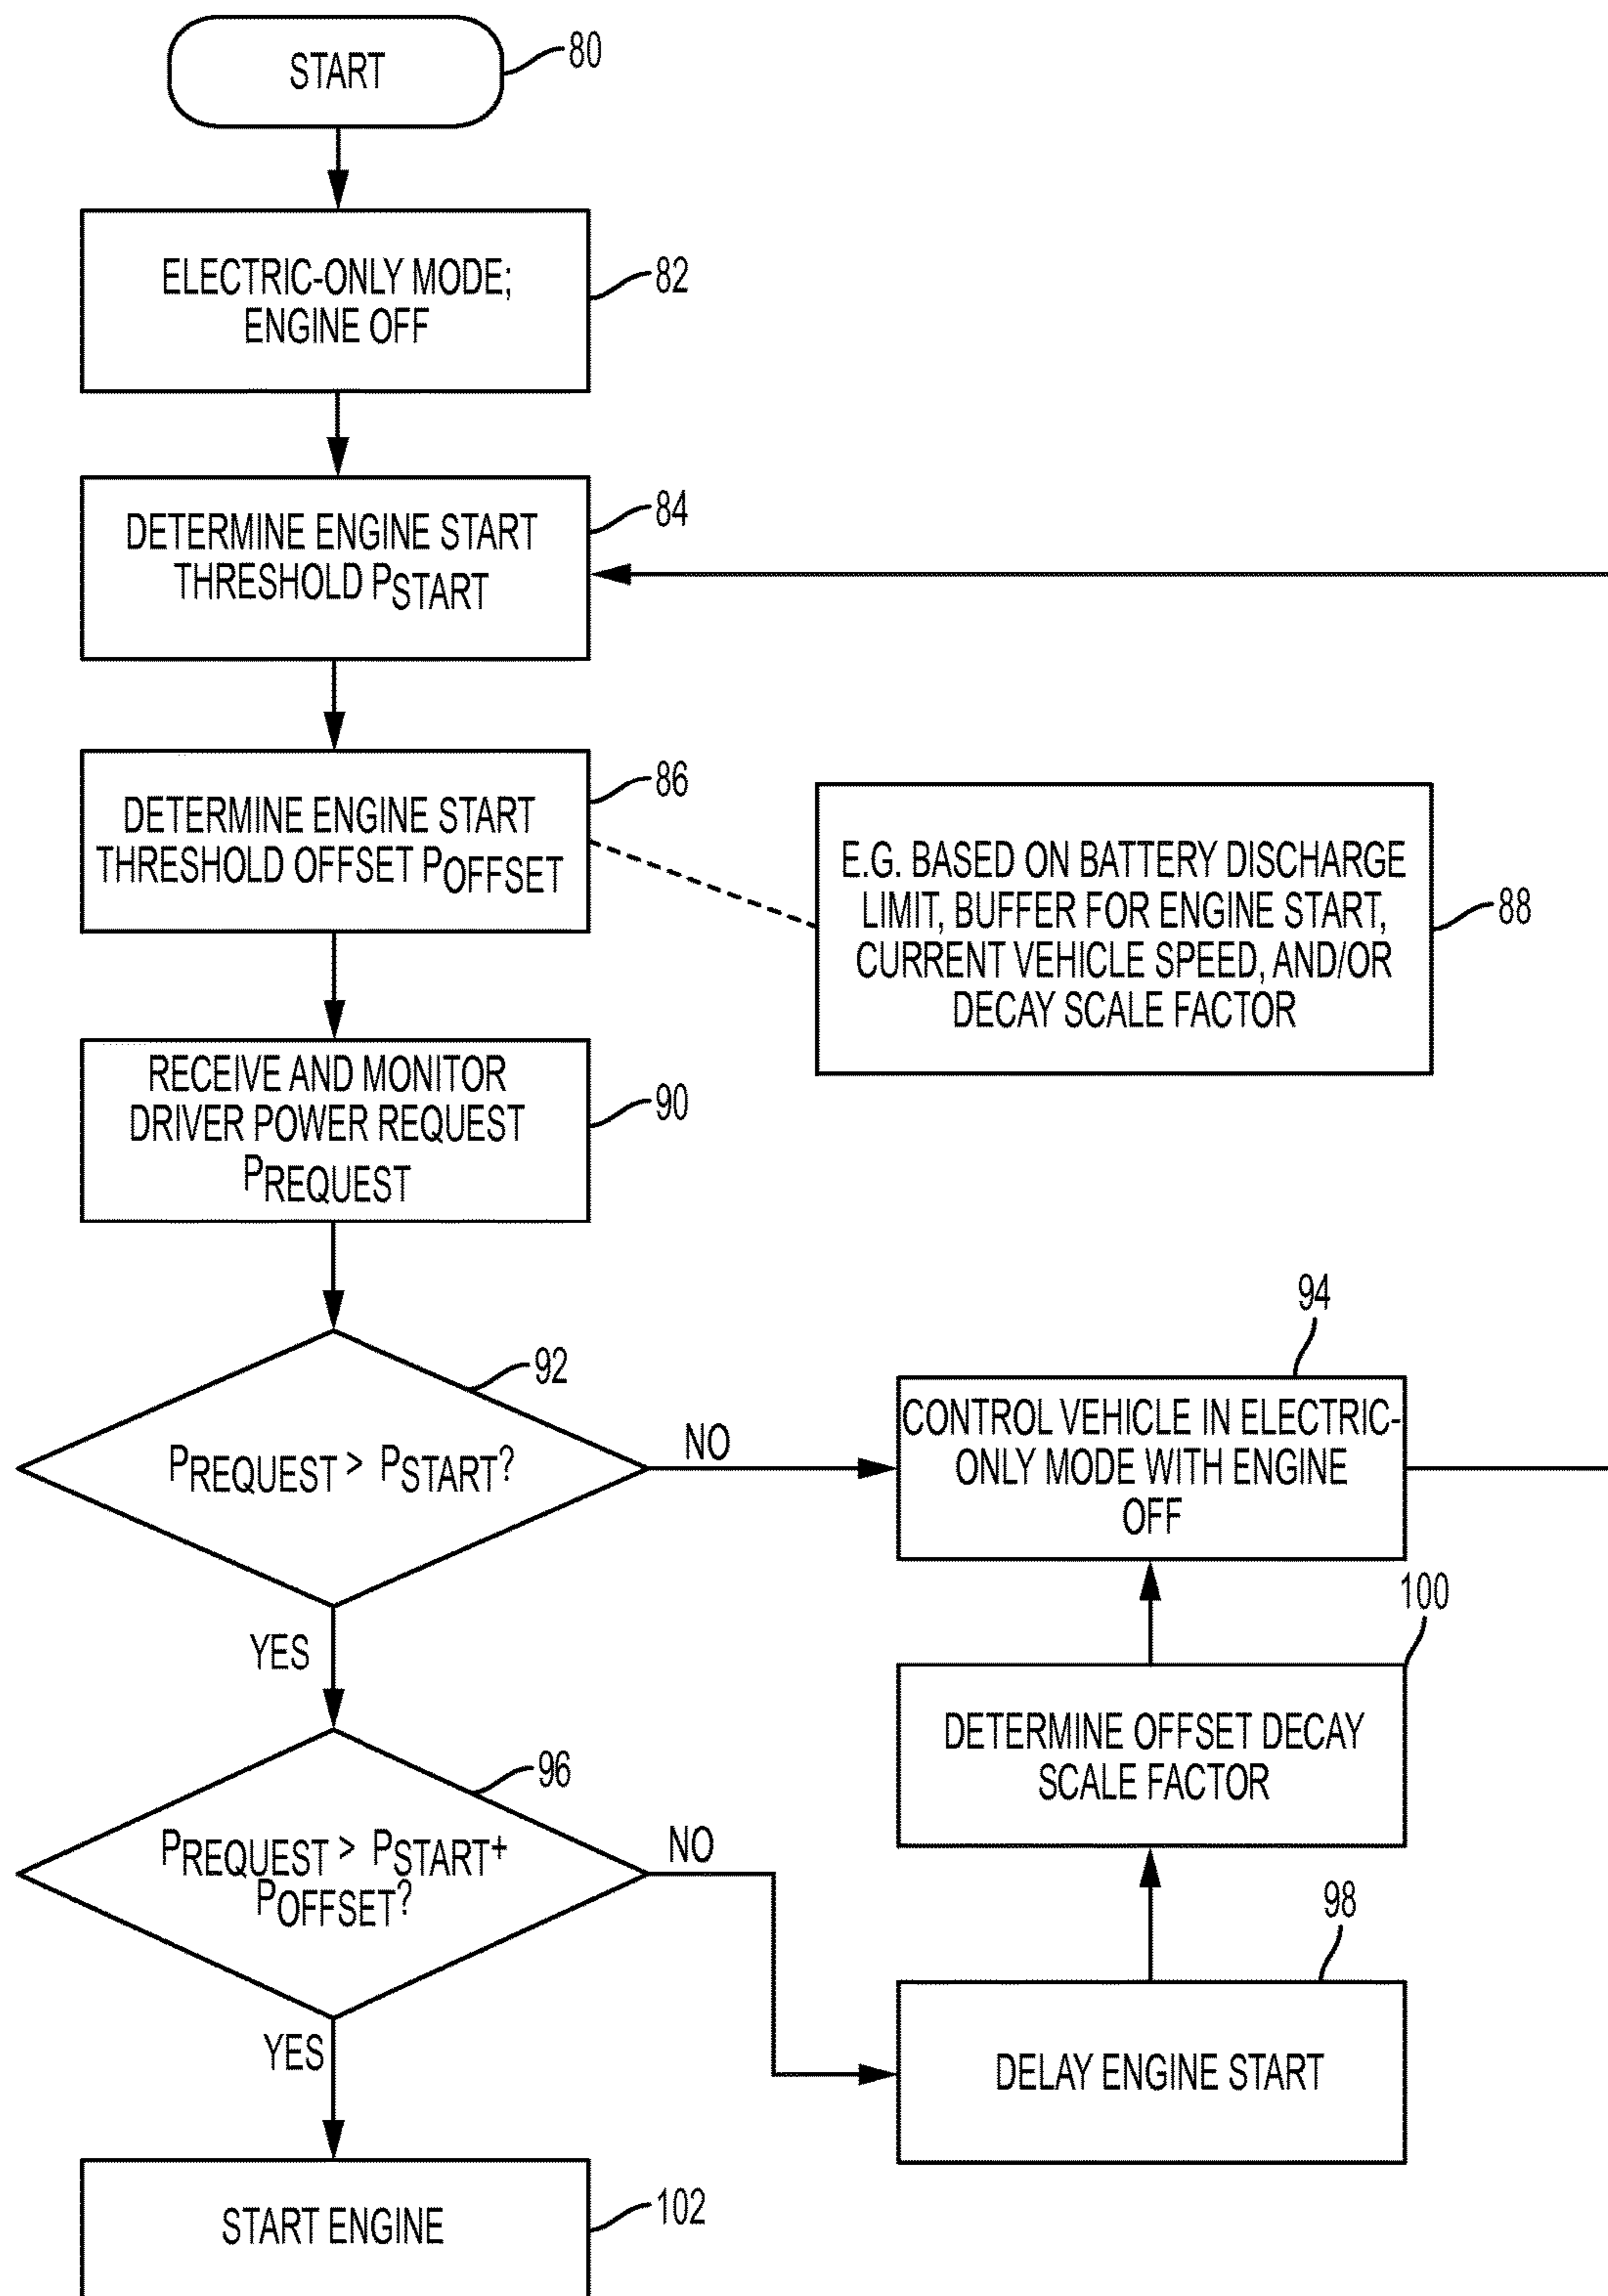 START
80
ELECTRIC-ONLY MODE;
ENGINE OFF
82
DETERMINE ENGINE START
THRESHOLD PSTART
84
DETERMINE ENGINE START
THRESHOLD OFFSET POFFSET
86
E.G. BASED ON BATTERY DISCHARGE
LIMIT, BUFFER FOR ENGINE START,
CURRENT VEHICLE SPEED, AND/OR
DECAY SCALE FACTOR
88
RECEIVE AND MONITOR
DRIVER POWER REQUEST
PREQUEST
90
PREQUEST > PSTART?
92
NO
YES
CONTROL VEHICLE IN ELECTRIC-
ONLY MODE WITH ENGINE
OFF
94
PREQUEST > PSTART+
POFFSET?
96
NO
YES
DETERMINE OFFSET DECAY
SCALE FACTOR
100
DELAY ENGINE START
98
START ENGINE
102